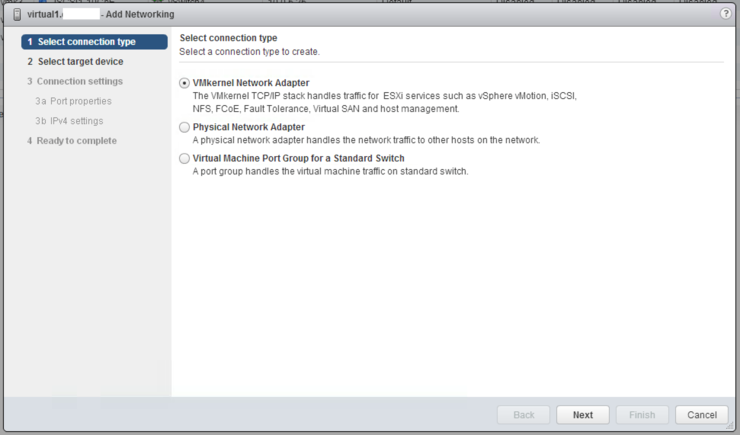 virtual1. - Add Networking
?
1 Select connection type
2 Select target device
3 Connection settings
3a Port properties
3b IPv4 settings
4 Ready to complete
Select connection type
Select a connection type to create.
VMkernel Network Adapter
The VMkernel TCP/IP stack handles traffic for ESXi services such as vSphere vMotion, iSCSI,
NFS, FCoE, Fault Tolerance, Virtual SAN and host management.
Physical Network Adapter
A physical network adapter handles the network traffic to other hosts on the network.
Virtual Machine Port Group for a Standard Switch
A port group handles the virtual machine traffic on standard switch.
Back
Next
Finish
Cancel